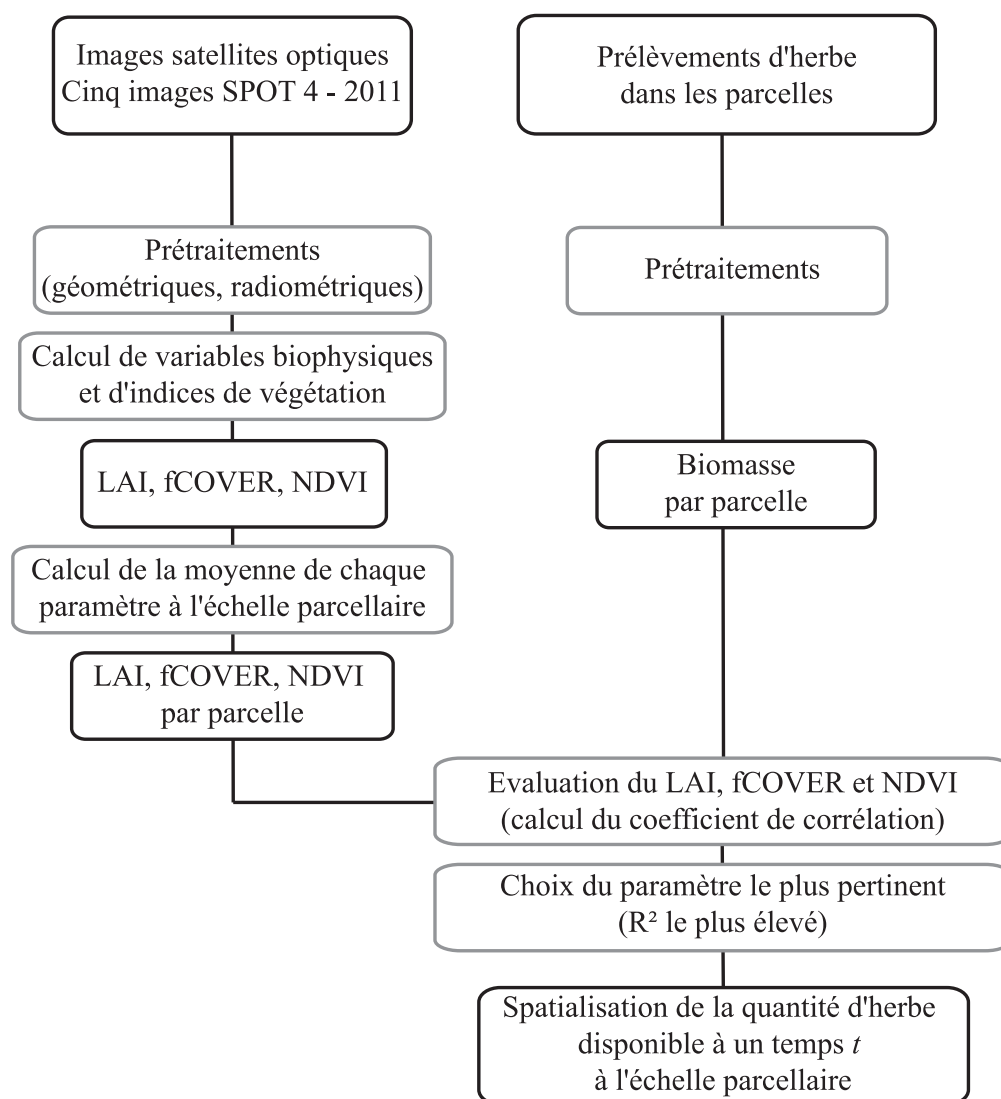 Images satellites optiques
Cinq images SPOT 4 - 2011
Prétraitements
(géométriques, radiométriques)
Calcul de variables biophysiques
et d'indices de végétation
LAI, fCOVER, NDVI
Calcul de la moyenne de chaque
paramètre à l'échelle parcellaire
LAI, fCOVER, NDVI
par parcelle
Prélèvements d'herbe
dans les parcelles
Prétraitements
Biomasse
par parcelle
Evaluation du LAI, fCOVER et NDVI
(calcul du coefficient de corrélation)
Choix du paramètre le plus pertinent
(R² le plus élevé)
Spatialisation de la quantité d'herbe
disponible à un temps t
à l'échelle parcellaire